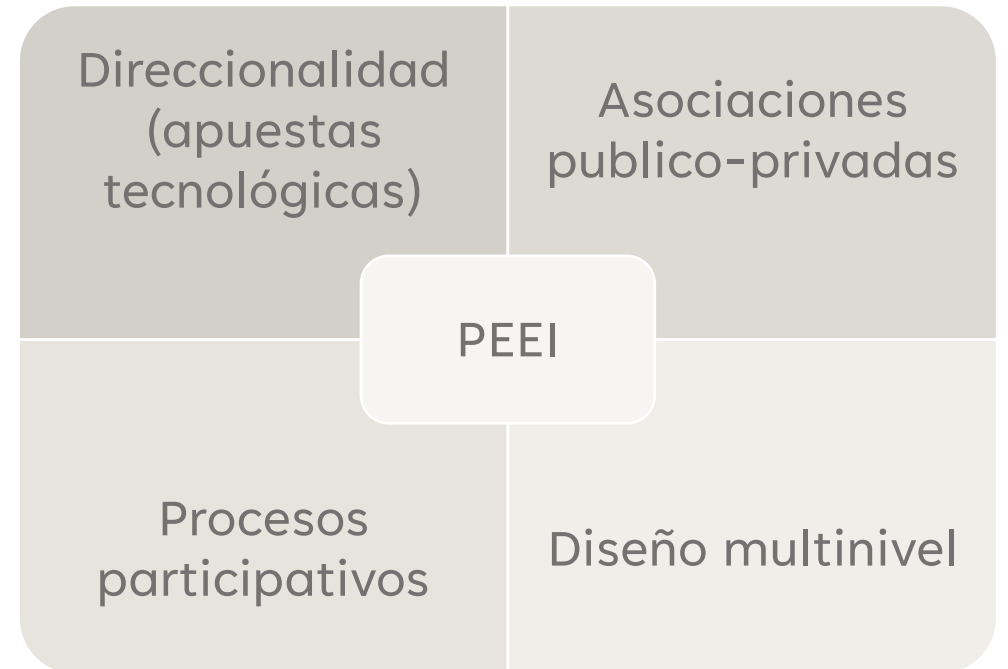 Direccionalidad
(apuestas
tecnológicas)
Asociaciones
publico-privadas
PEEI
Procesos
participativos
Diseño multinivel